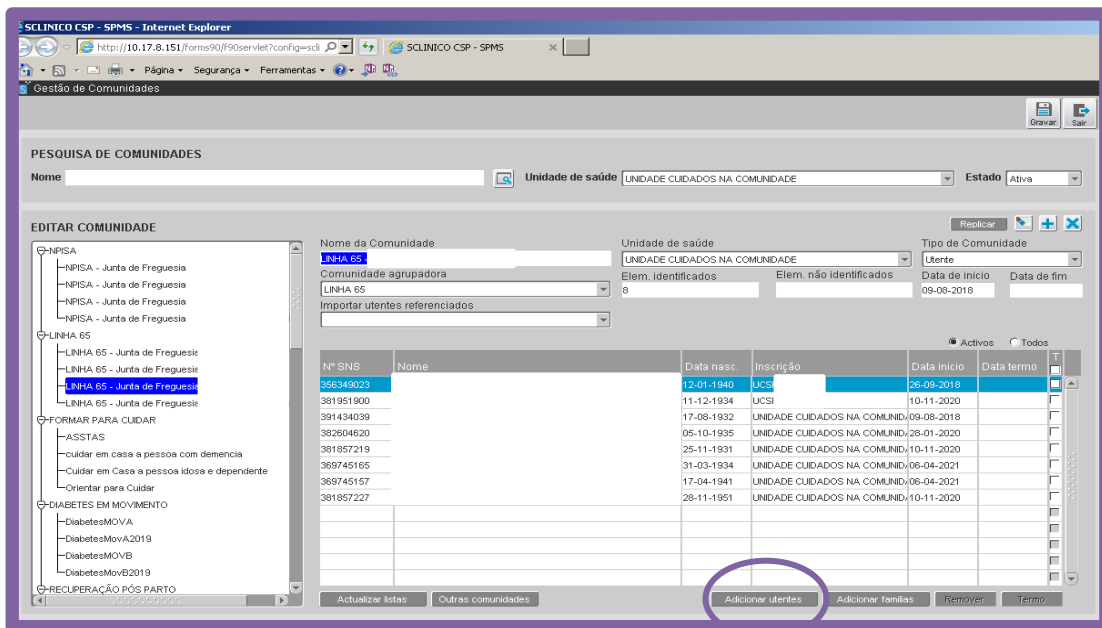 SCLINICO CSP - SPMS - Internet Explorer
http://10.17.8.151/forms90/f90servlet?config=scli SCLINICO CSP - SPMS
Página Segurança Ferramentas
Gestão de Comunidades
Gravar Sair
PESQUISA DE COMUNIDADES
Nome Unidade de saúde UNIDADE CUIDADOS NA COMUNIDADE Estado Ativa
EDITAR COMUNIDADE
Replicar
NPISA
NPISA - Junta de Freguesia
NPISA - Junta de Freguesia
NPISA - Junta de Freguesia
NPISA - Junta de Freguesia
LINHA 65
LINHA 65 - Junta de Freguesia
LINHA 65 - Junta de Freguesia
LINHA 65 - Junta de Freguesia
LINHA 65 - Junta de Freguesia
FORMAR PARA CUIDAR
ASSTAS
cuidar em casa a pessoa com demencia
Cuidar em Casa a pessoa idosa e dependente
Orientar para Cuidar
DIABETES EM MOVIMENTO
DiabetesMOVA
DiabetesMovA2019
DiabetesMOVB
DiabetesMovB2019
RECUPERAÇÃO PÓS PARTO
Nome da Comunidade Unidade de saúde Tipo de Comunidade
LINHA 65 - UNIDADE CUIDADOS NA COMUNIDADE Utente
Comunidade agrupadora Elem. identificados Elem. não identificados Data de inicio Data de fim
LINHA 65 8 09-08-2018
Importar utentes referenciados
Activos Todos
Nº SNS Nome Data nasc. Inscrição Data inicio Data termo T
356349023 12-01-1940 UCSI 26-09-2018
381951900 11-12-1934 UCSI 10-11-2020
391434039 17-08-1932 UNIDADE CUIDADOS NA COMUNID 09-08-2018
382604620 05-10-1935 UNIDADE CUIDADOS NA COMUNID 28-01-2020
381857219 25-11-1931 UNIDADE CUIDADOS NA COMUNID 10-11-2020
369745165 31-03-1934 UNIDADE CUIDADOS NA COMUNID 06-04-2021
369745157 17-04-1941 UNIDADE CUIDADOS NA COMUNID 06-04-2021
381857227 28-11-1951 UNIDADE CUIDADOS NA COMUNID 10-11-2020
Actualizar listas Outras comunidades Adicionar utentes Adicionar familias Remover Termo